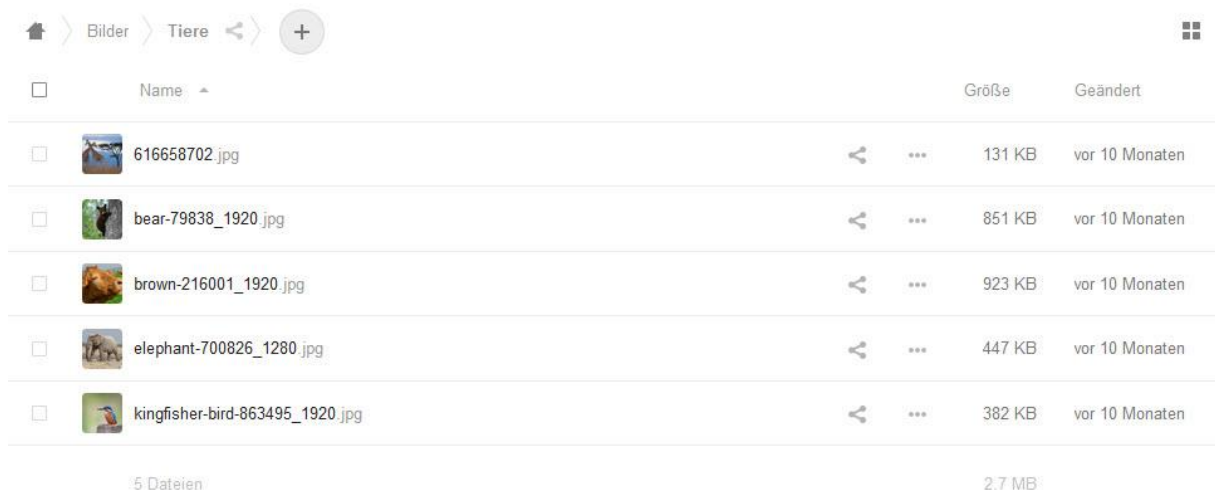 Bilder Tiere +
Name Größe Geändert
616658702.jpg 131 KB vor 10 Monaten
bear-79838_1920.jpg 851 KB vor 10 Monaten
brown-216001_1920.jpg 923 KB vor 10 Monaten
elephant-700826_1280.jpg 447 KB vor 10 Monaten
kingfisher-bird-863495_1920.jpg 382 KB vor 10 Monaten
5 Dateien 2.7 MB